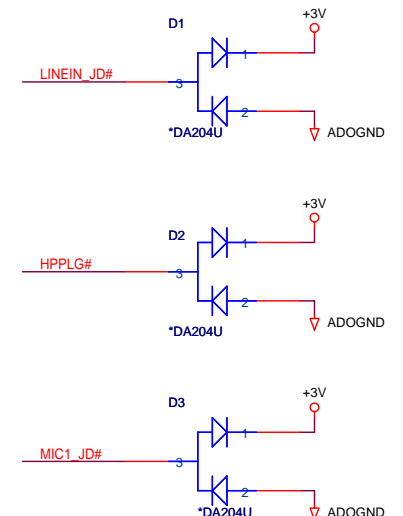 D1
+3V
1
LINEIN_JD#
3
2
*DA204U
ADOGND
+3V
D2
1
HPPLG#
3
2
*DA204U
ADOGND
+3V
D3
1
MIC1_JD#
3
2
*DA204U
ADOGND